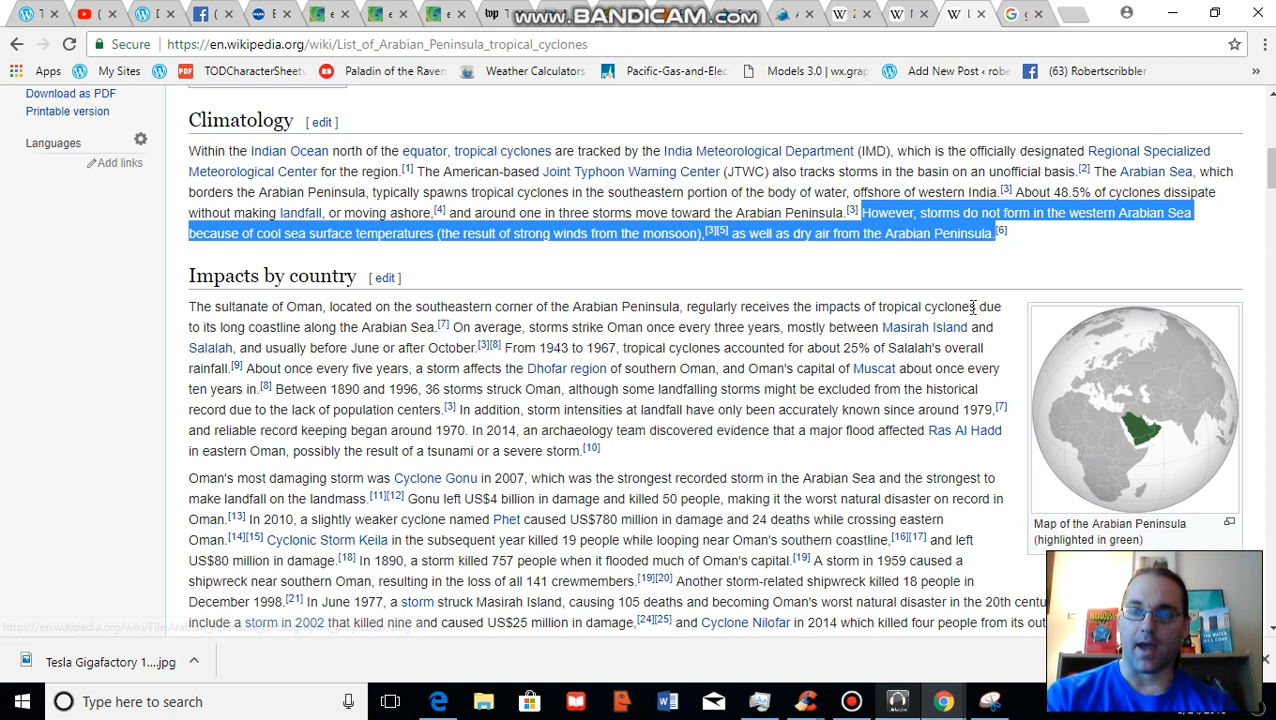 T
(
D
(
E
e
e
e
Typ
A
W
W
W L
g
www.BANDICAM.com
Secure
https://en.wikipedia.org/wiki/List_of_Arabian_Peninsula_tropical_cyclones
Apps
My Sites
PDF
TODCharacterSheet
Paladin of the Raven
Weather Calculators
Pacific-Gas-and-Elec
Models 3.0 | wx.grap
Add New Post ‹ robe
(63) Robertscribbler
»
Download as PDF
Printable version
Languages
Add links
Climatology [ edit ]
Within the Indian Ocean north of the equator, tropical cyclones are tracked by the India Meteorological Department (IMD), which is the officially designated Regional Specialized
Meteorological Center for the region.[1] The American-based Joint Typhoon Warning Center (JTWC) also tracks storms in the basin on an unofficial basis.[2] The Arabian Sea, which
borders the Arabian Peninsula, typically spawns tropical cyclones in the southeastern portion of the body of water, offshore of western India.[3] About 48.5% of cyclones dissipate
without making landfall, or moving ashore,[4] and around one in three storms move toward the Arabian Peninsula.[3] However, storms do not form in the western Arabian Sea
because of cool sea surface temperatures (the result of strong winds from the monsoon),[3][5] as well as dry air from the Arabian Peninsula.[6]
Impacts by country [ edit ]
The sultanate of Oman, located on the southeastern corner of the Arabian Peninsula, regularly receives the impacts of tropical cyclones due
to its long coastline along the Arabian Sea.[7] On average, storms strike Oman once every three years, mostly between Masirah Island and
Salalah, and usually before June or after October.[3][8] From 1943 to 1967, tropical cyclones accounted for about 25% of Salalah's overall
rainfall.[9] About once every five years, a storm affects the Dhofar region of southern Oman, and Oman's capital of Muscat about once every
ten years in.[8] Between 1890 and 1996, 36 storms struck Oman, although some landfalling storms might be excluded from the historical
record due to the lack of population centers.[3] In addition, storm intensities at landfall have only been accurately known since around 1979,[7]
and reliable record keeping began around 1970. In 2014, an archaeology team discovered evidence that a major flood affected Ras Al Hadd
in eastern Oman, possibly the result of a tsunami or a severe storm.[10]
Oman's most damaging storm was Cyclone Gonu in 2007, which was the strongest recorded storm in the Arabian Sea and the strongest to
make landfall on the landmass.[11][12] Gonu left US$4 billion in damage and killed 50 people, making it the worst natural disaster on record in
Oman.[13] In 2010, a slightly weaker cyclone named Phet caused US$780 million in damage and 24 deaths while crossing eastern
Oman.[14][15] Cyclonic Storm Keila in the subsequent year killed 19 people while looping near Oman's southern coastline,[16][17] and left
US$80 million in damage.[18] In 1890, a storm killed 757 people when it flooded much of Oman's capital.[19] A storm in 1959 caused a
shipwreck near southern Oman, resulting in the loss of all 141 crewmembers.[19][20] Another storm-related shipwreck killed 18 people in
December 1998.[21] In June 1977, a storm struck Masirah Island, causing 105 deaths and becoming Oman's worst natural disaster in the 20th
include a storm in 2002 that killed nine and caused US$25 million in damage,[24][25] and Cyclone Nilofar in 2014 which killed four people from its
Map of the Arabian Peninsula
(highlighted in green)
Tesla Gigafactory 1....jpg
Type here to search